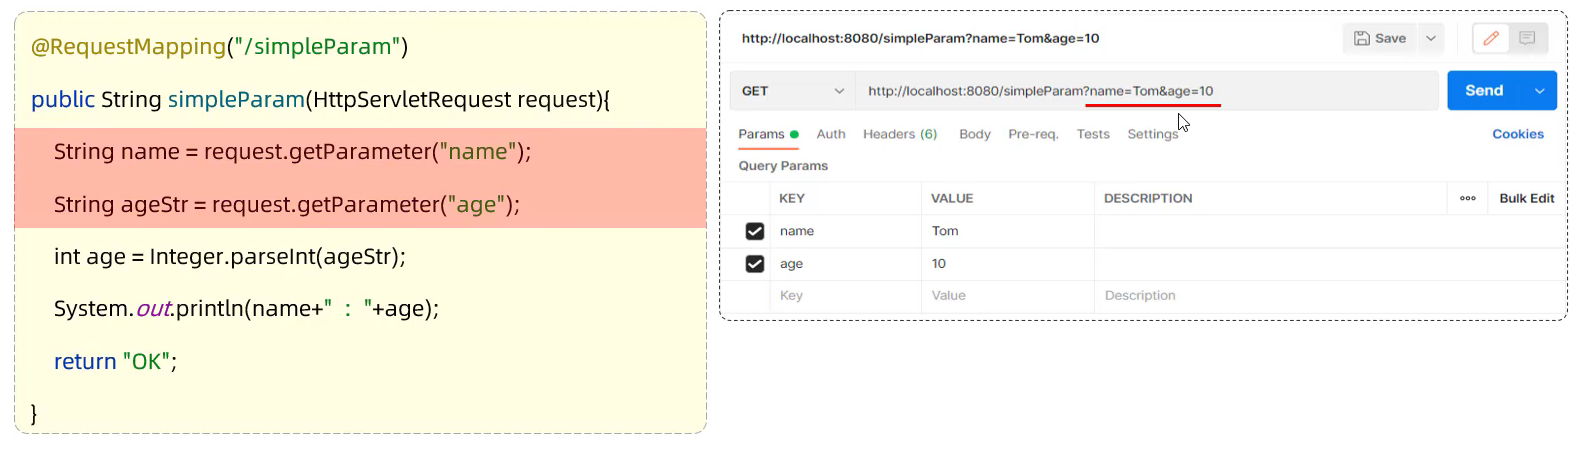 @RequestMapping("/simpleParam")
public String simpleParam(HttpServletRequest request){
String name = request.getParameter("name");
String ageStr = request.getParameter("age");
int age = Integer.parseInt(ageStr);
System.out.println(name+" : "+age);
return "OK";
}
http://localhost:8080/simpleParam?name=Tom&age=10 Save
GET http://localhost:8080/simpleParam?name=Tom&age=10 Send
Params Auth Headers (6) Body Pre-req. Tests Settings Cookies
Query Params
KEY VALUE DESCRIPTION ooo Bulk Edit
name Tom
age 10
Key Value Description